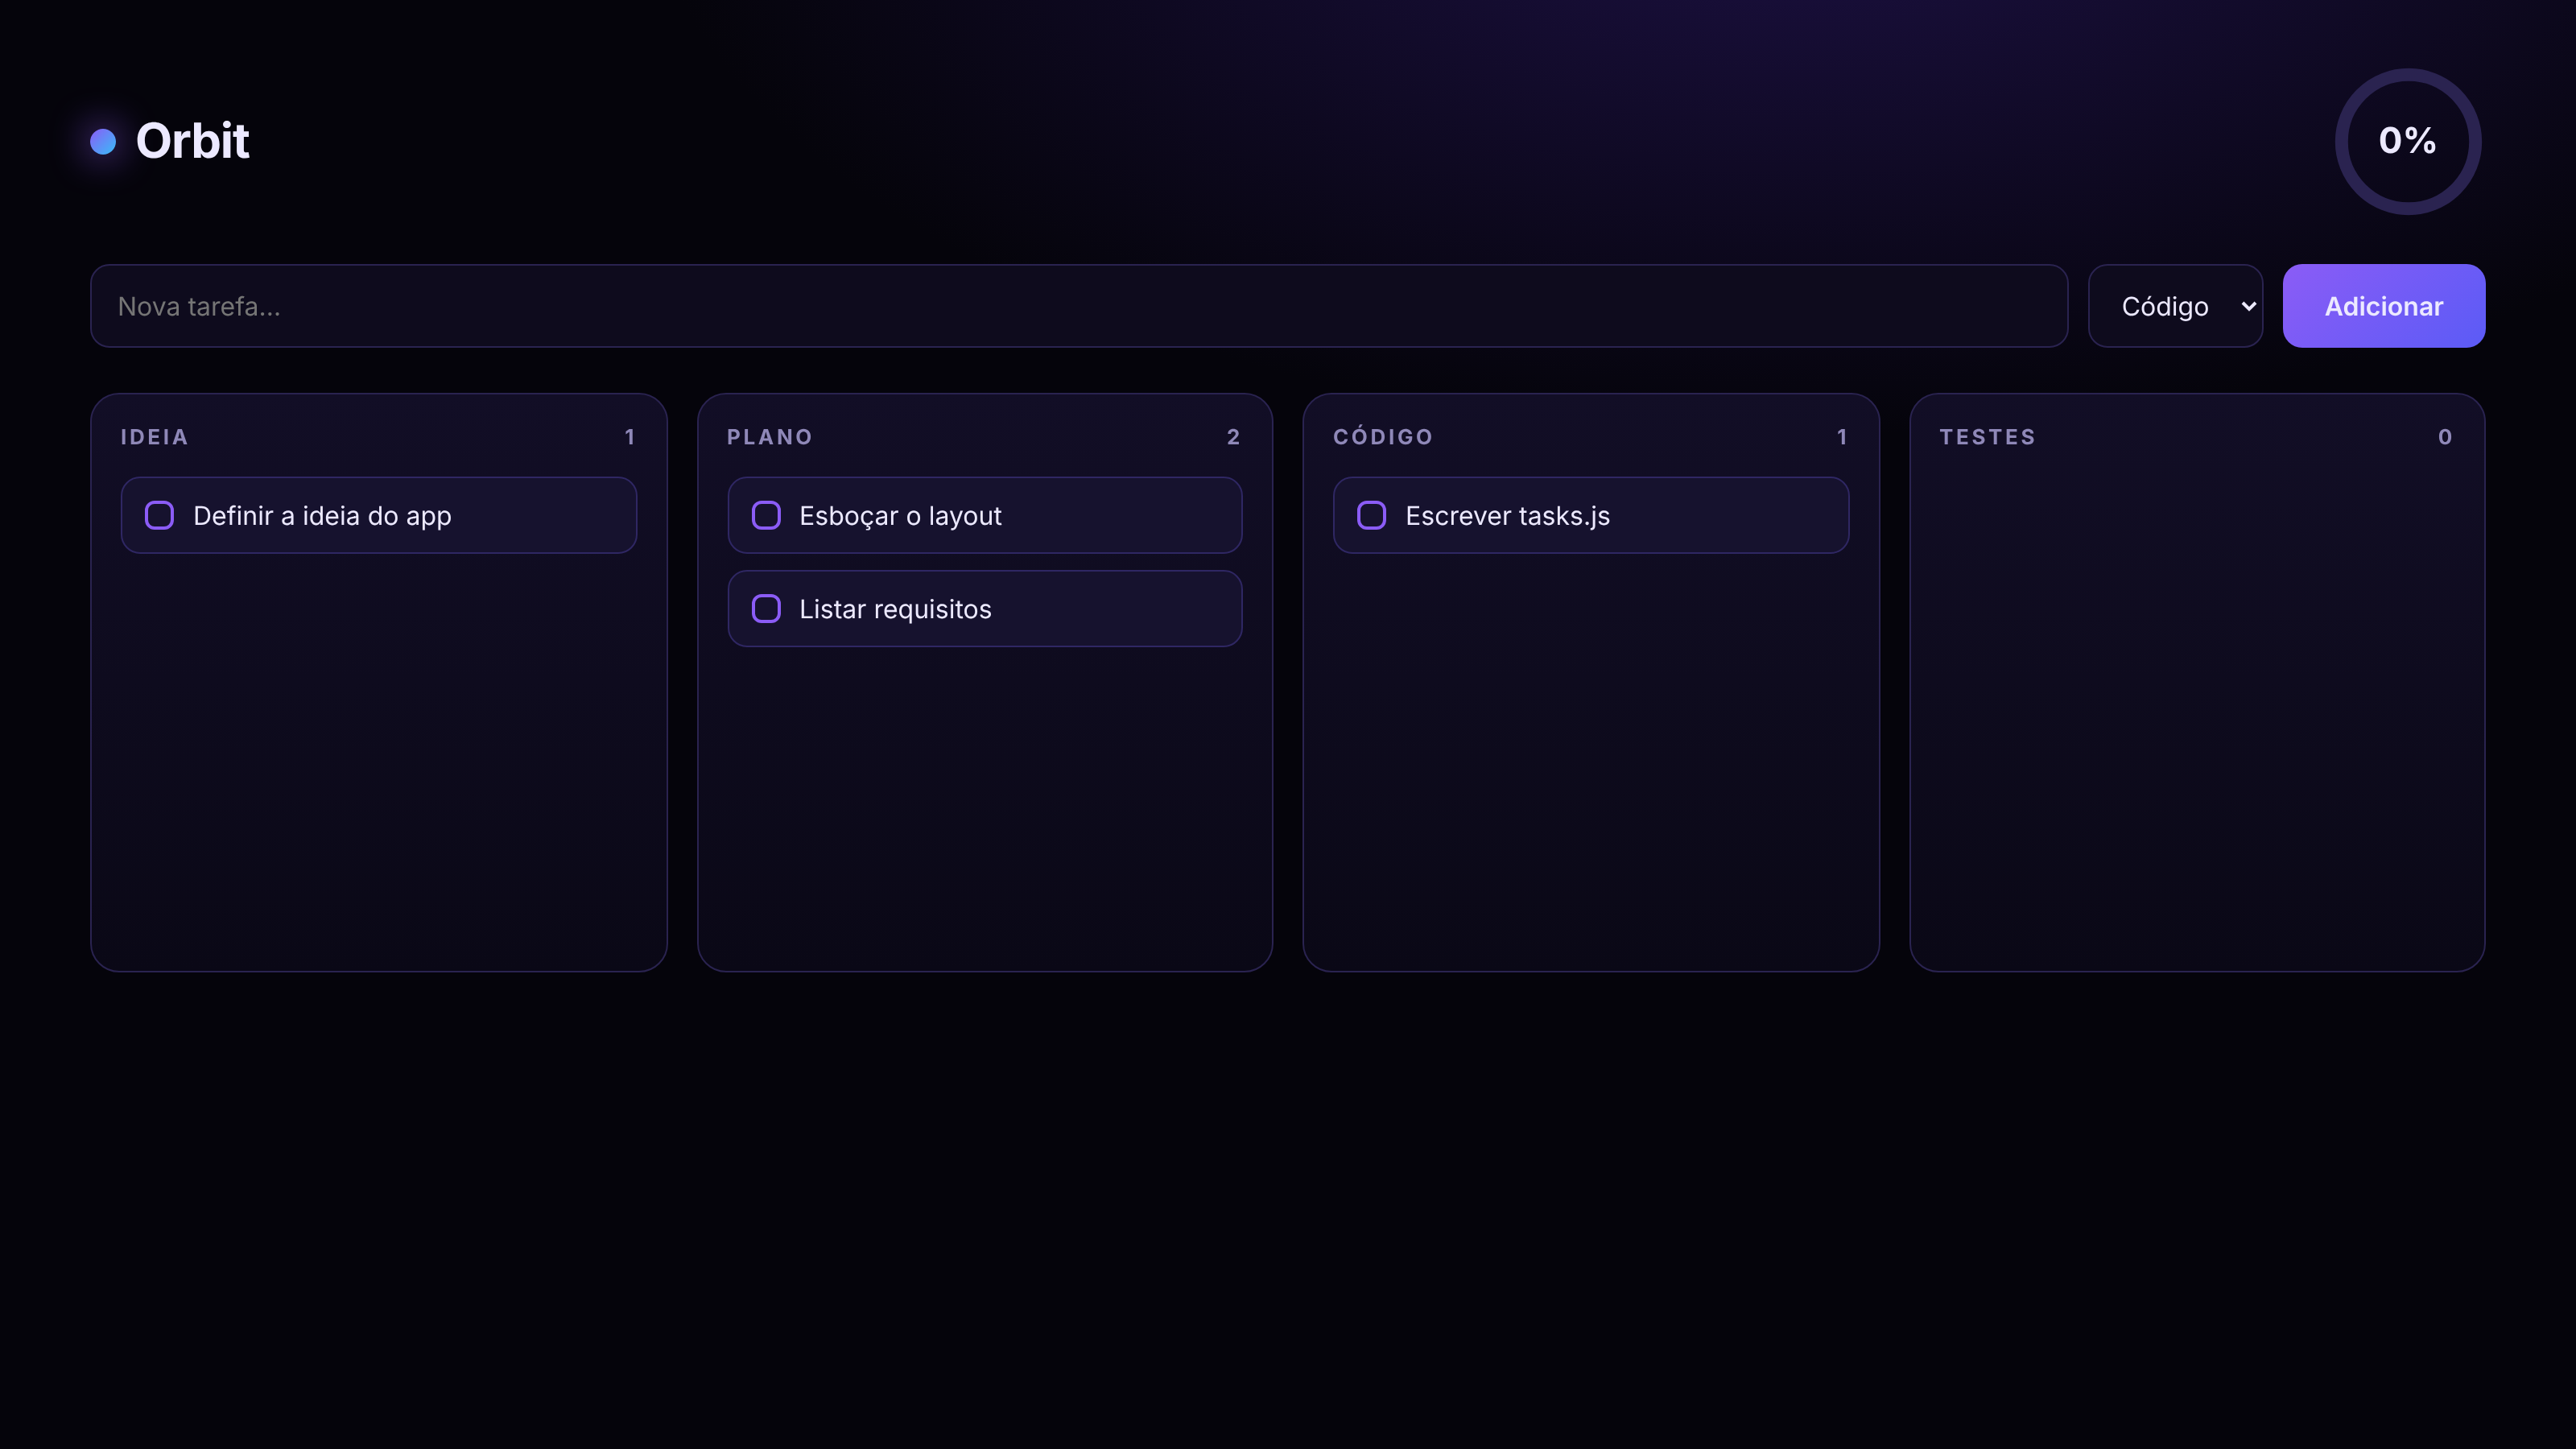 Orbit
0%
Nova tarefa...
Código
Adicionar
IDEIA
1
Definir a ideia do app
PLANO
2
Esboçar o layout
Listar requisitos
CÓDIGO
1
Escrever tasks.js
TESTES
0